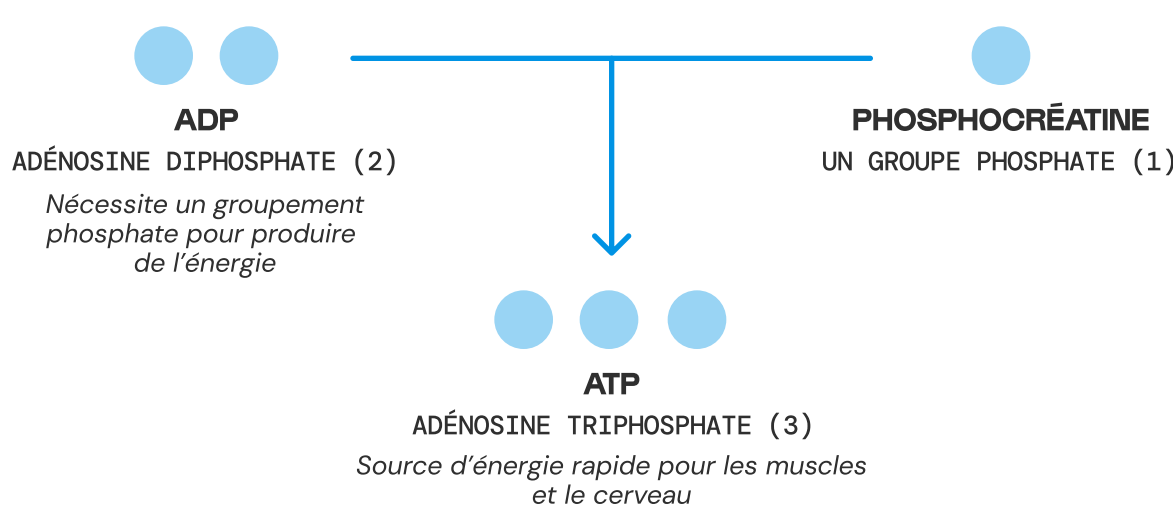 ADP
ADÉNOSINE DIPHOSPHATE (2)
Nécessite un groupement
phosphate pour produire
de l’énergie
PHOSPHOCRÉATINE
UN GROUPE PHOSPHATE (1)
ATP
ADÉNOSINE TRIPHOSPHATE (3)
Source d’énergie rapide pour les muscles
et le cerveau